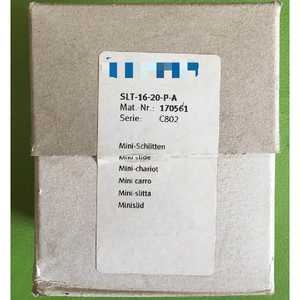 SLT-16-20-P-A
Mat.-Nr.: 170561
Serie: C802
Mini-Schlitten
Mini slide
Mini-chariot
Mini carro
Mini-slitta
Minislid